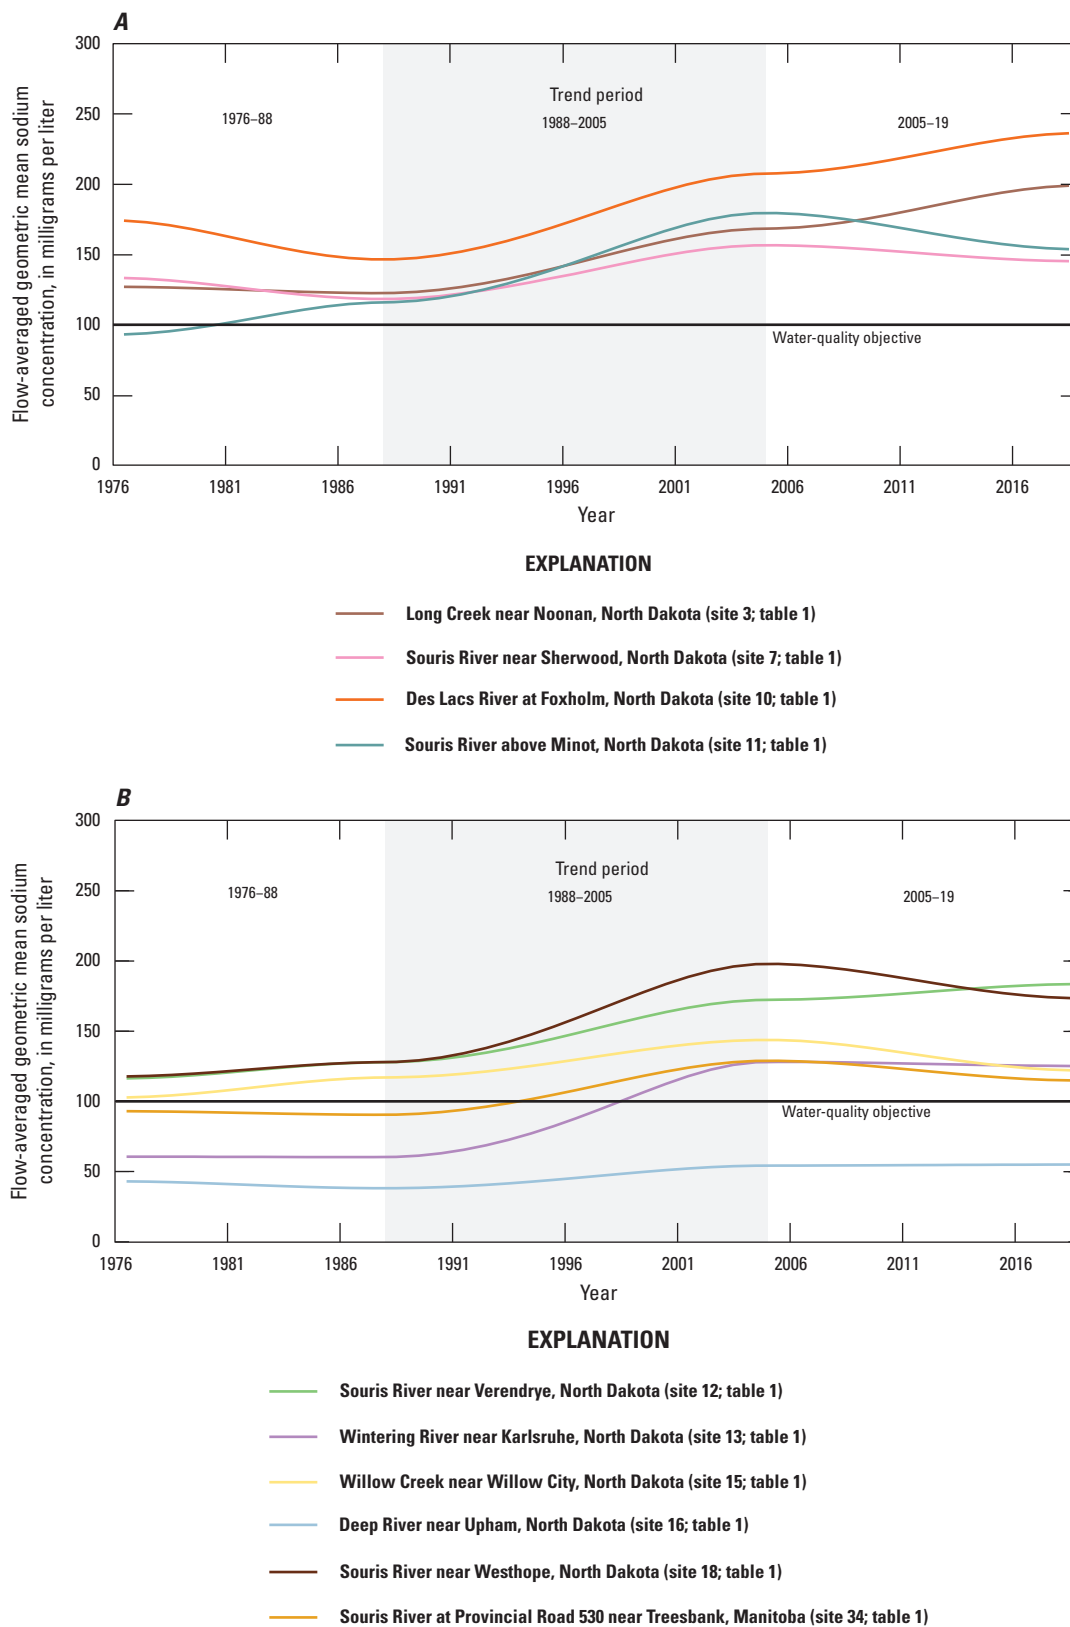 A
300
250
200
150
100
50
0
Flow-averaged geometric mean sodium
concentration, in milligrams per liter
Trend period
1976–88
1988–2005
2005–19
Water-quality objective
1976 1981 1986 1991 1996 2001 2006 2011 2016
Year
EXPLANATION
Long Creek near Noonan, North Dakota (site 3; table 1)
Souris River near Sherwood, North Dakota (site 7; table 1)
Des Lacs River at Foxholm, North Dakota (site 10; table 1)
Souris River above Minot, North Dakota (site 11; table 1)
B
300
250
200
150
100
50
0
Flow-averaged geometric mean sodium
concentration, in milligrams per liter
Trend period
1976–88
1988–2005
2005–19
Water-quality objective
1976 1981 1986 1991 1996 2001 2006 2011 2016
Year
EXPLANATION
Souris River near Verendrye, North Dakota (site 12; table 1)
Wintering River near Karlsruhe, North Dakota (site 13; table 1)
Willow Creek near Willow City, North Dakota (site 15; table 1)
Deep River near Upham, North Dakota (site 16; table 1)
Souris River near Westhope, North Dakota (site 18; table 1)
Souris River at Provincial Road 530 near Treesbank, Manitoba (site 34; table 1)